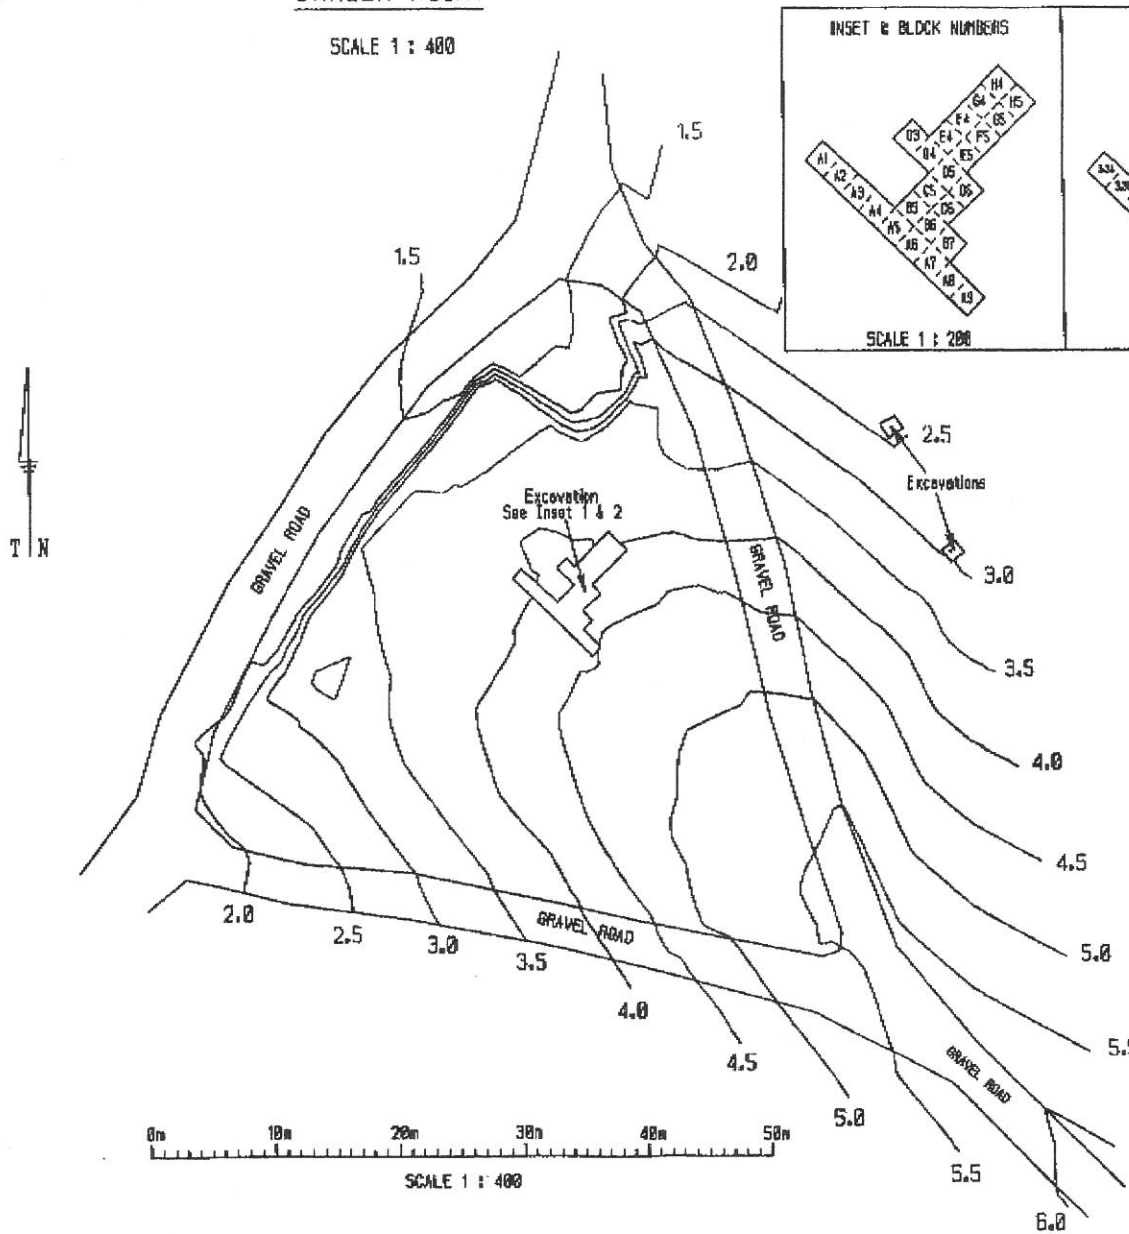 SCALE 1 : 400
INSET & BLOCK NUMBERS
H4
G4 H5
F4 G5
D3 E4 F5
D4 E5
A1 D5
A2 C5 D6
A3 B5 C6
A4 B6
A5 B7
A6
A7
A8
A9
SCALE 1 : 200
1.5
1.5
2.0
2.5
Excavations
3.0
Excavation
See Inset 1 & 2
T N
GRAVEL ROAD
GRAVEL ROAD
3.5
4.0
4.5
5.0
5.5
2.0
2.5
3.0
3.5
GRAVEL ROAD
4.0
4.5
5.0
5.5
6.0
GRAVEL ROAD
0m 10m 20m 30m 40m 50m
SCALE 1 : 400